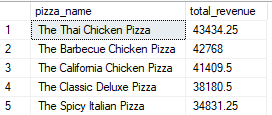 pizza_name total_revenue
1 The Thai Chicken Pizza 43434.25
2 The Barbecue Chicken Pizza 42768
3 The California Chicken Pizza 41409.5
4 The Classic Deluxe Pizza 38180.5
5 The Spicy Italian Pizza 34831.25